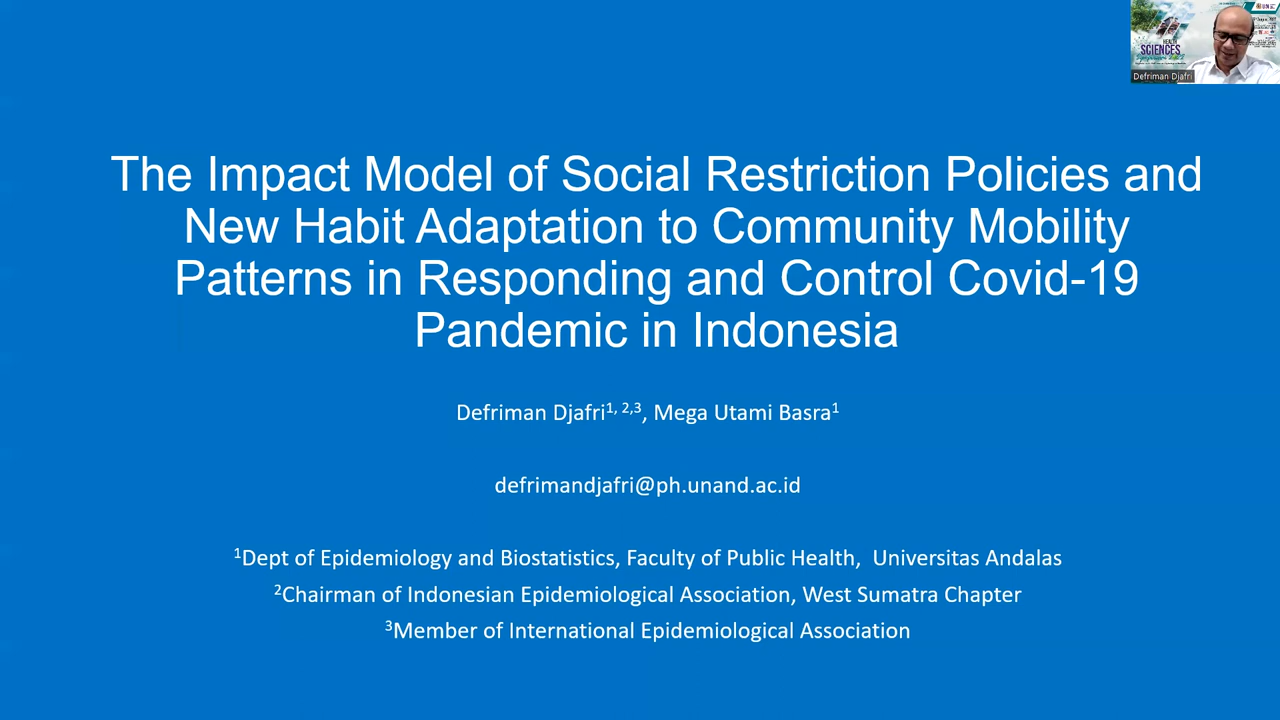 HEALTH
SCIENCES
Symposium 2022
Defriman Djafri
The Impact Model of Social Restriction Policies and
New Habit Adaptation to Community Mobility
Patterns in Responding and Control Covid-19
Pandemic in Indonesia
Defriman Djafri1, 2,3, Mega Utami Basra1
defrimandjafri@ph.unand.ac.id
1Dept of Epidemiology and Biostatistics, Faculty of Public Health,  Universitas Andalas
2Chairman of Indonesian Epidemiological Association, West Sumatra Chapter
3Member of International Epidemiological Association